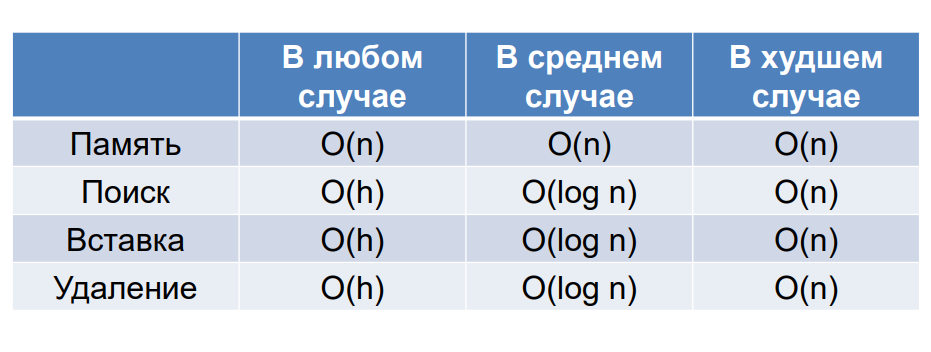 В любом случае В среднем случае В худшем случае
Память O(n) O(n) O(n)
Поиск O(h) O(log n) O(n)
Вставка O(h) O(log n) O(n)
Удаление O(h) O(log n) O(n)